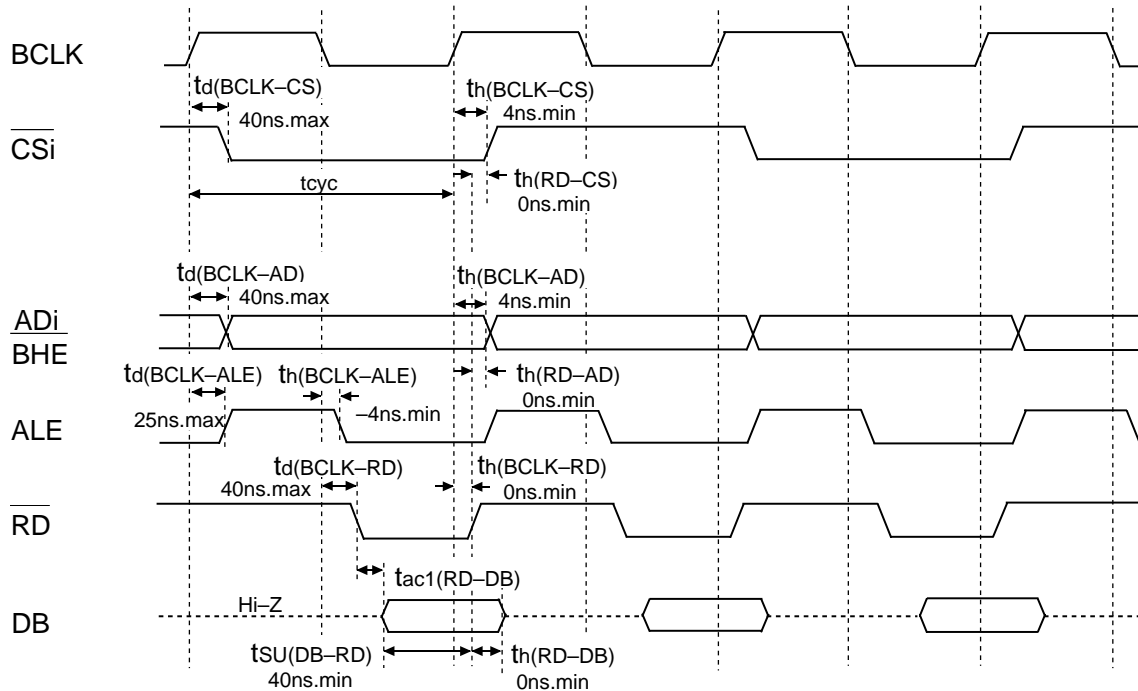 BCLK
td(BCLK–CS)
40ns.max
th(BCLK–CS)
4ns.min
CSi
tcyc
th(RD–CS)
0ns.min
td(BCLK–AD)
40ns.max
th(BCLK–AD)
4ns.min
ADi
BHE
td(BCLK–ALE)
25ns.max
th(BCLK–ALE)
–4ns.min
th(RD–AD)
0ns.min
ALE
td(BCLK–RD)
40ns.max
th(BCLK–RD)
0ns.min
RD
tac1(RD–DB)
Hi–Z
DB
tSU(DB–RD)
40ns.min
th(RD–DB)
0ns.min